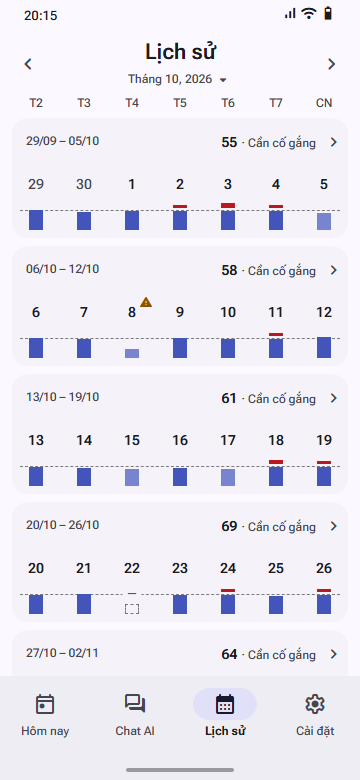 20:15
Lịch sử
Tháng 10, 2026
T2 T3 T4 T5 T6 T7 CN
29/09 – 05/10 55 · Cần cố gắng
29 30 1 2 3 4 5
06/10 – 12/10 58 · Cần cố gắng
6 7 8 9 10 11 12
13/10 – 19/10 61 · Cần cố gắng
13 14 15 16 17 18 19
20/10 – 26/10 69 · Cần cố gắng
20 21 22 23 24 25 26
27/10 – 02/11 64 · Cần cố gắng
Hôm nay Chat AI Lịch sử Cài đặt